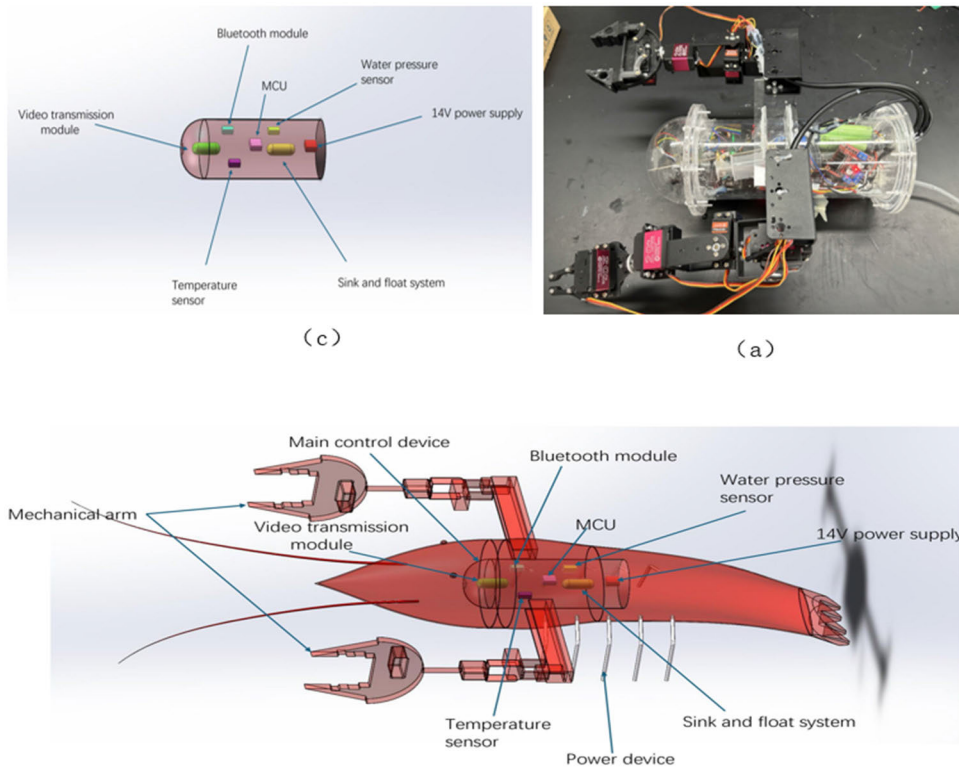 Bluetooth module
MCU
Water pressure
sensor
Video transmission
module
14V power supply
Temperature
sensor
Sink and float system
(c)
(a)
Main control device
Bluetooth module
Water pressure
sensor
Mechanical arm
Video transmission
module
MCU
14V power supply
Temperature
sensor
Sink and float system
Power device